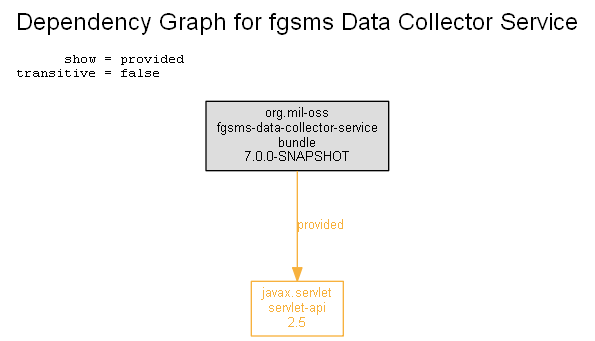 Dependency Graph for fgsms Data Collector Service
show = provided
transitive = false
org.mil-oss
fgsms-data-collector-service
bundle
7.0.0-SNAPSHOT
provided
javax.servlet
servlet-api
2.5